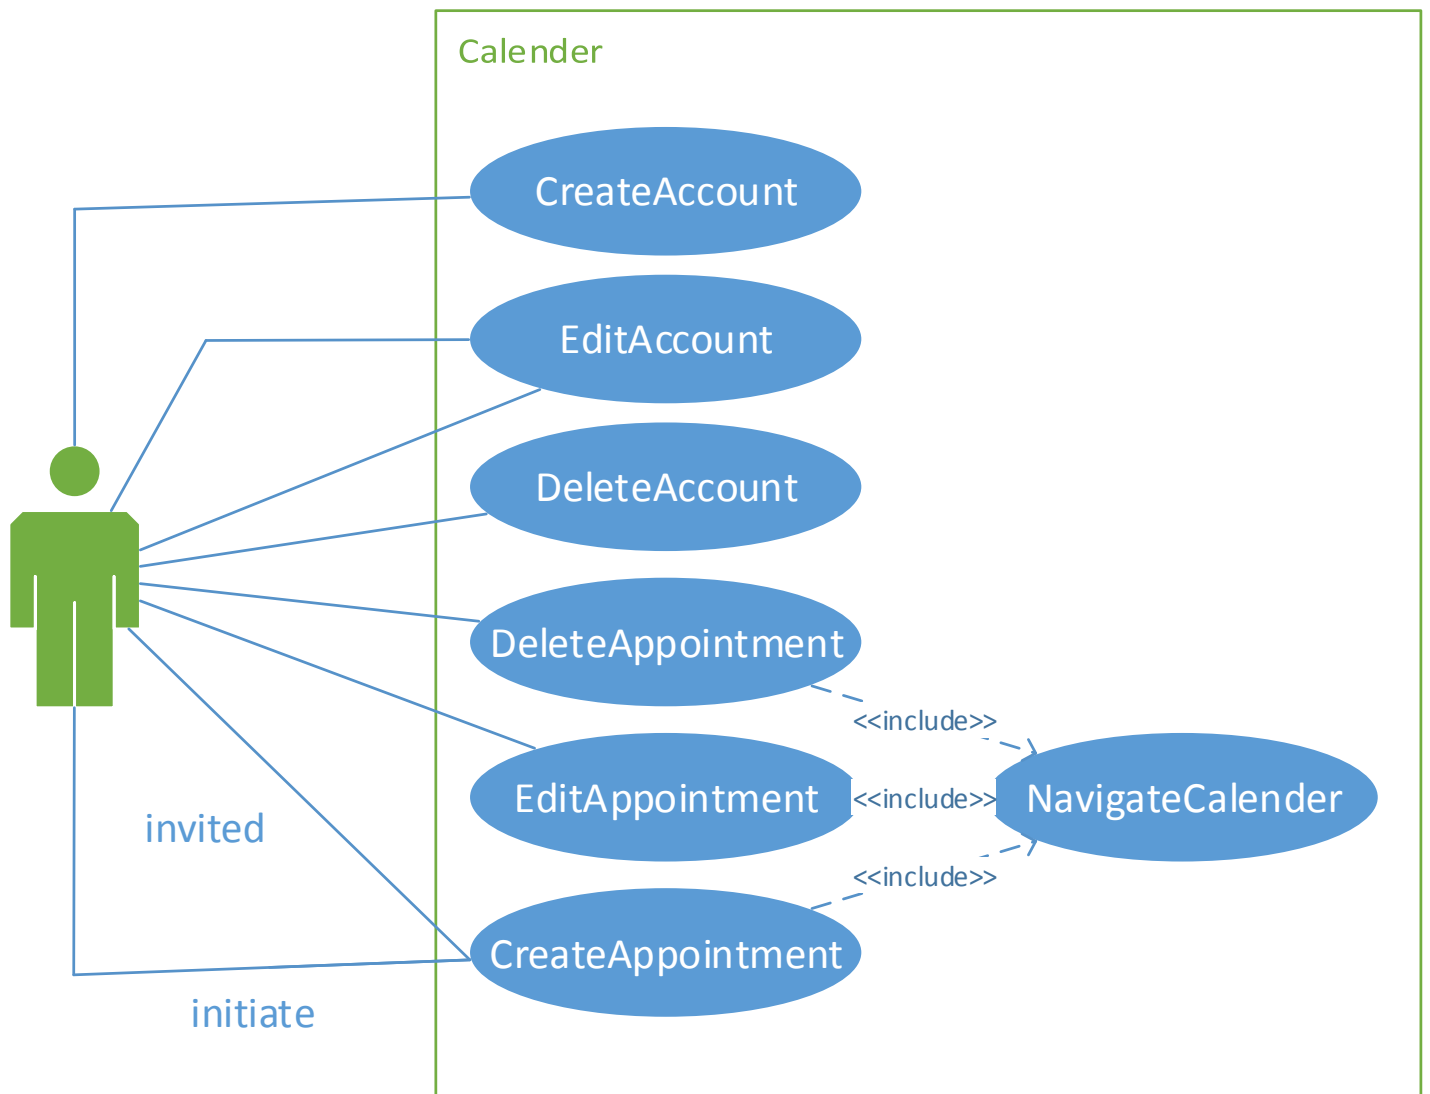 Calender
CreateAccount
EditAccount
DeleteAccount
DeleteAppointment
<<include>>
EditAppointment
<<include>>
NavigateCalender
invited
<<include>>
CreateAppointment
initiate